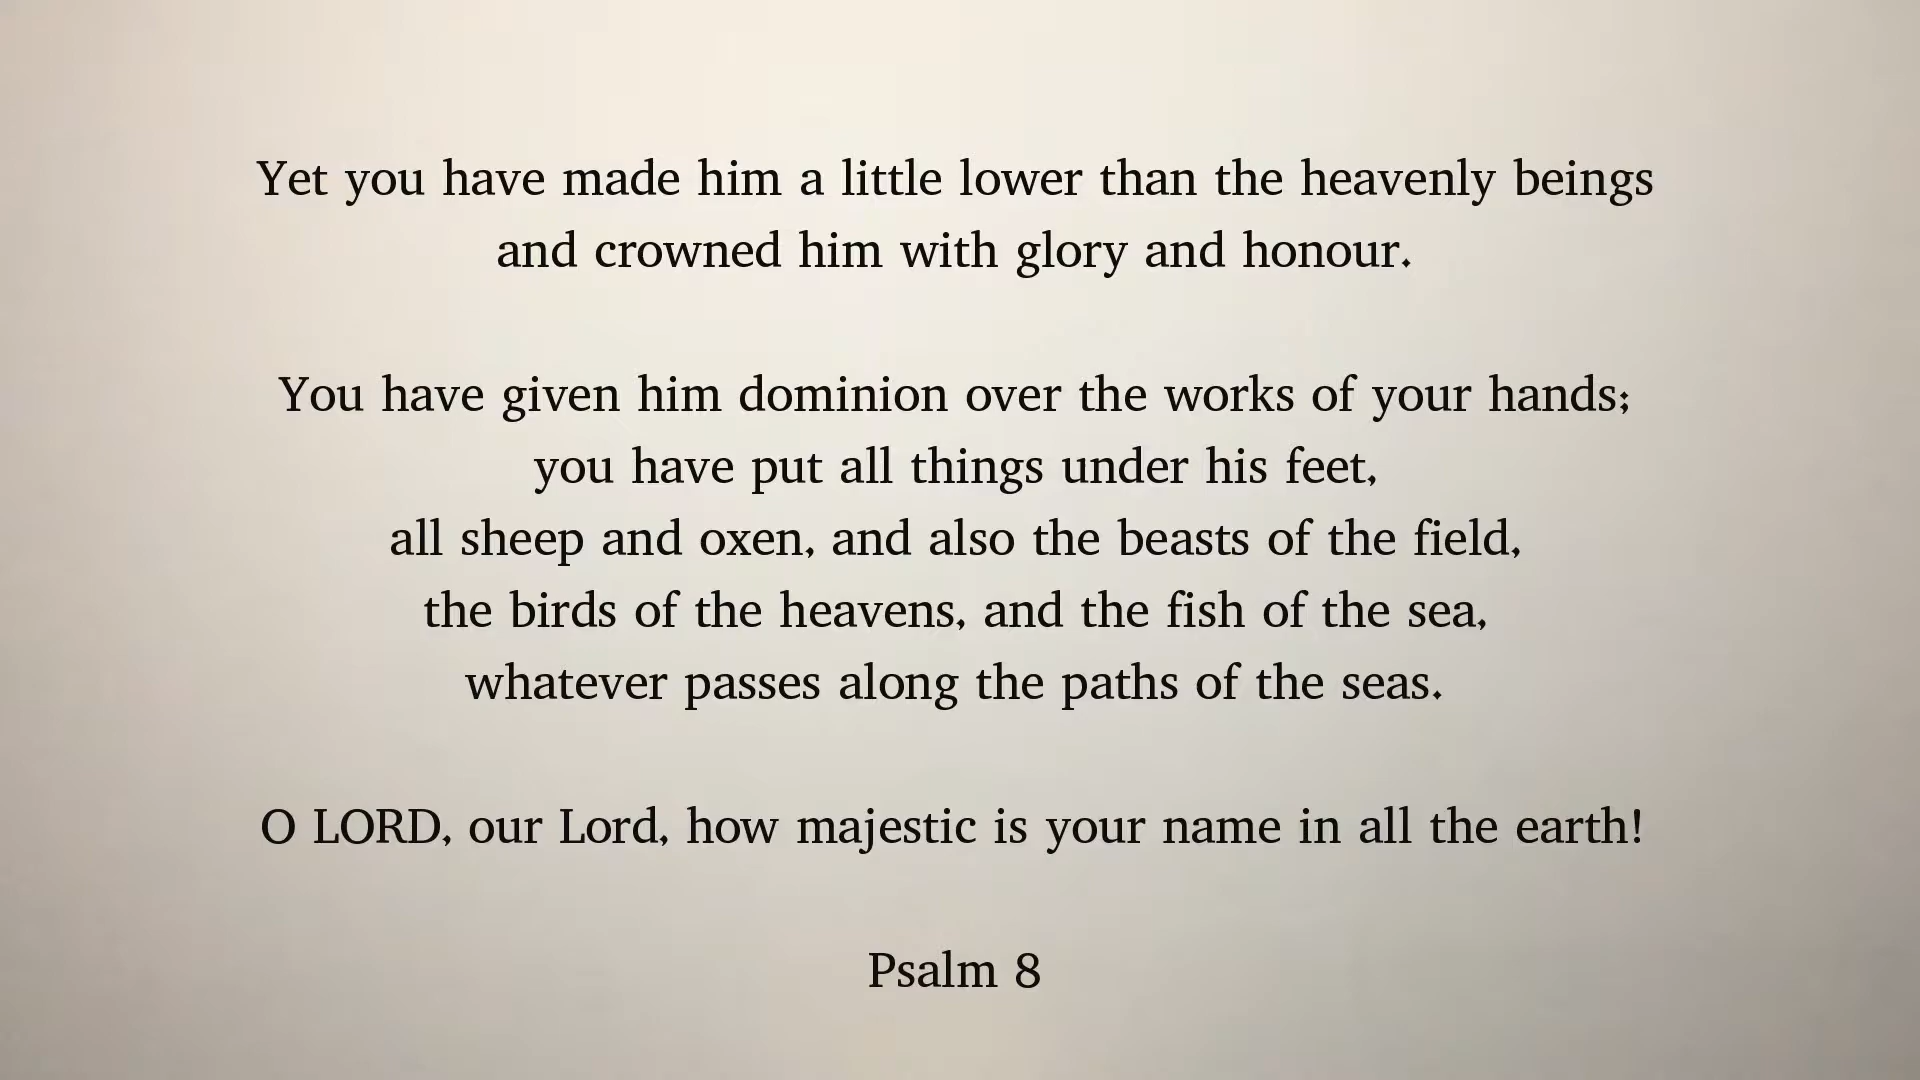 Yet you have made him a little lower than the heavenly beings
and crowned him with glory and honour.
You have given him dominion over the works of your hands;
you have put all things under his feet,
all sheep and oxen, and also the beasts of the field,
the birds of the heavens, and the fish of the sea,
whatever passes along the paths of the seas.
O LORD, our Lord, how majestic is your name in all the earth!
Psalm 8